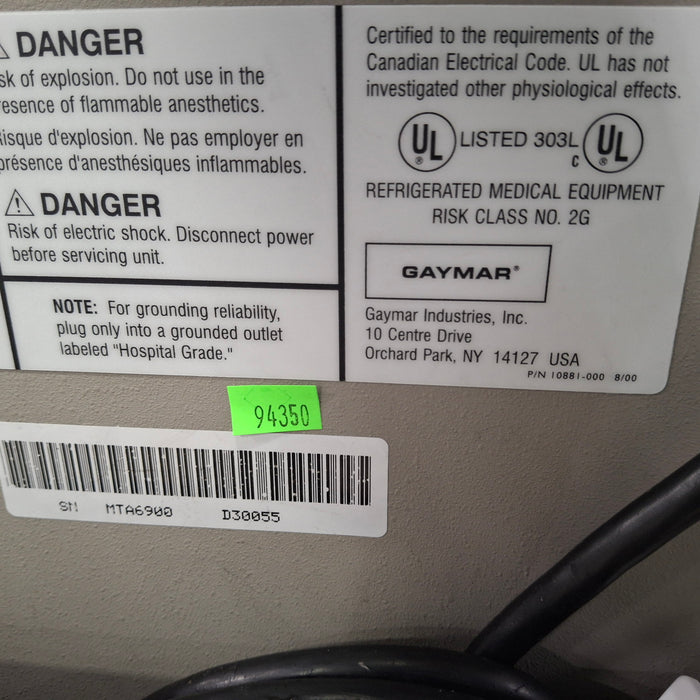 ⚠ DANGER
sk of explosion. Do not use in the
resence of flammable anesthetics.
isque d'explosion. Ne pas employer en
présence d'anesthésiques inflammables.
⚠ DANGER
Risk of electric shock. Disconnect power
before servicing unit.
NOTE: For grounding reliability,
plug only into a grounded outlet
labeled "Hospital Grade."
Certified to the requirements of the
Canadian Electrical Code. UL has not
investigated other physiological effects.
UL ® LISTED 303L C UL ®
REFRIGERATED MEDICAL EQUIPMENT
RISK CLASS NO. 2G
GAYMAR®
Gaymar Industries, Inc.
10 Centre Drive
Orchard Park, NY 14127 USA
P/N 10881-000 8/00
94350
SN MTA6900 D30055